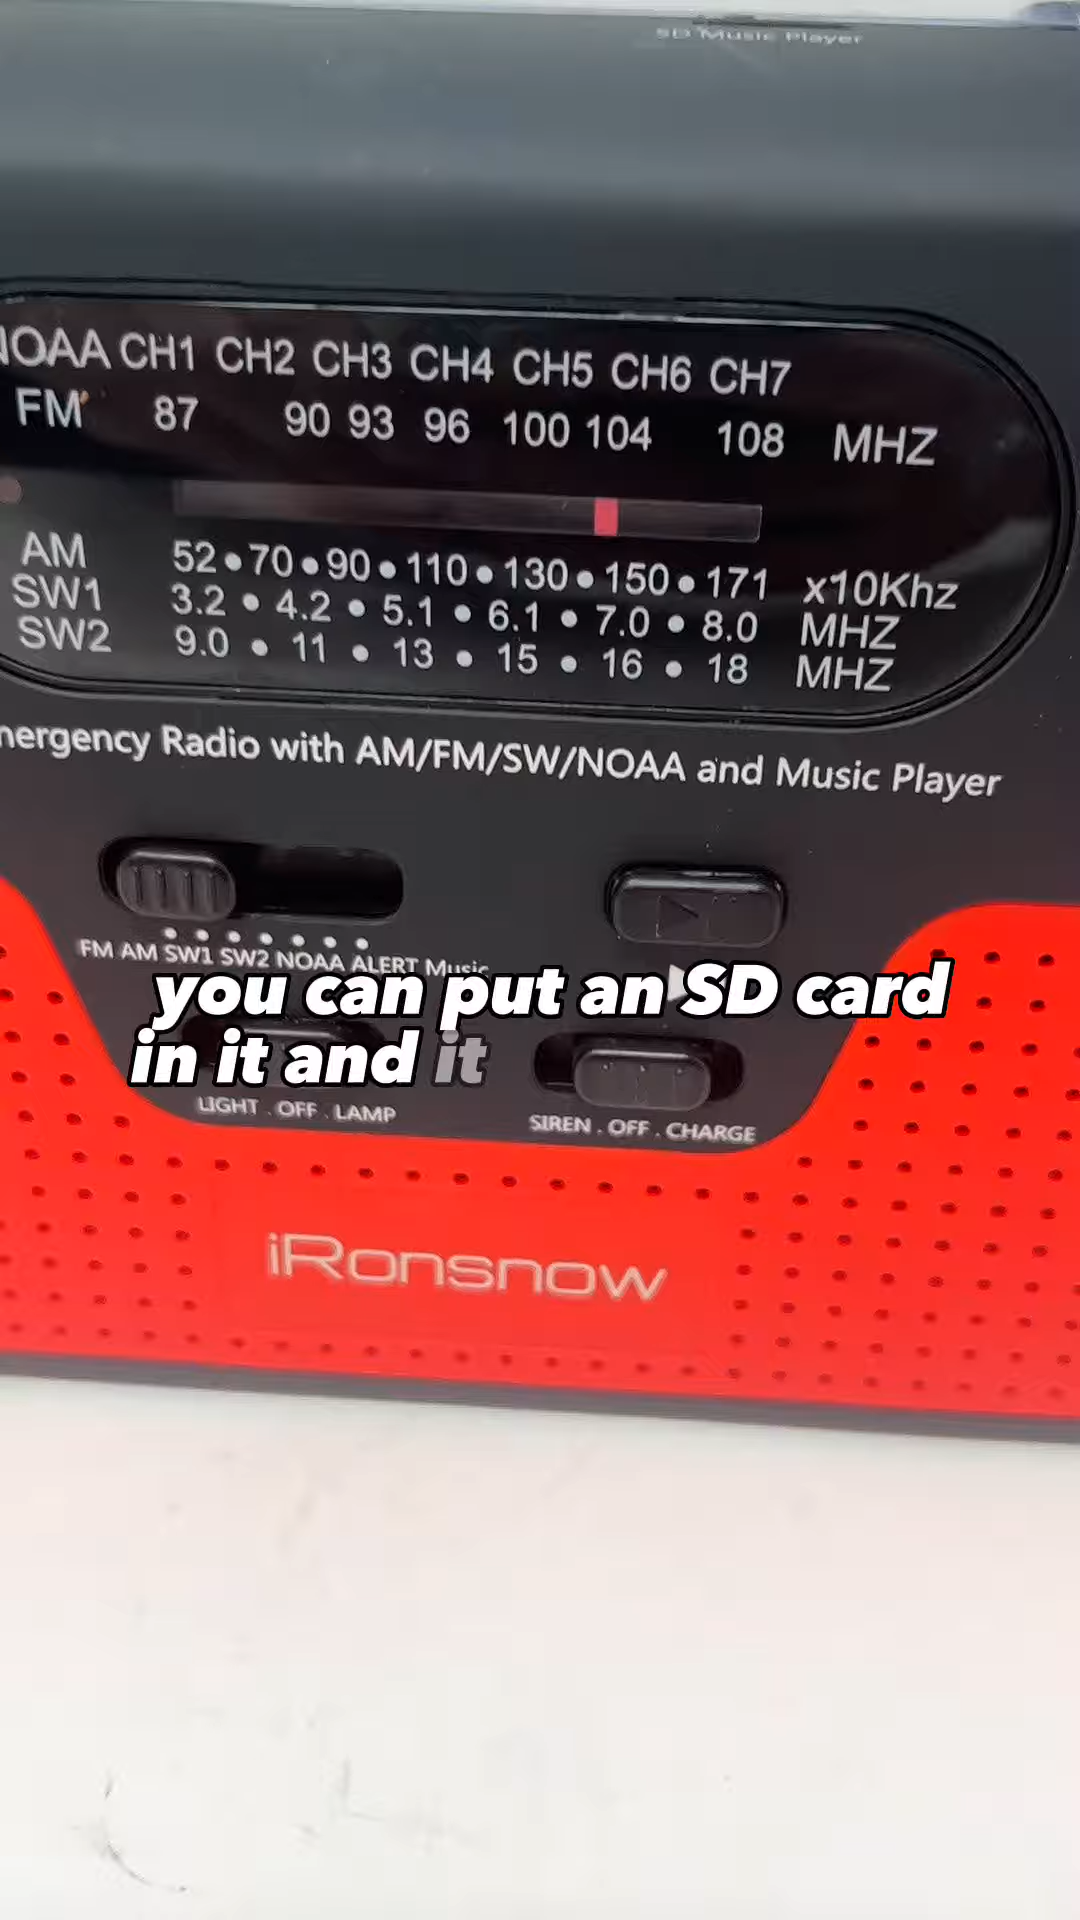 SD Music Player
NOAA CH1 CH2 CH3 CH4 CH5 CH6 CH7
FM 87 90 93 96 100 104 108 MHZ
AM 52•70•90•110•130•150•171 x10Khz
SW1 3.2 • 4.2 • 5.1 • 6.1 • 7.0 • 8.0 MHZ
SW2 9.0 • 11 • 13 • 15 • 16 • 18 MHZ
mergency Radio with AM/FM/SW/NOAA and Music Player
FM AM SW1 SW2 NOAA ALERT Music
you can put an SD card
in it and it
LIGHT . OFF . LAMP
SIREN . OFF . CHARGE
iRonsnow